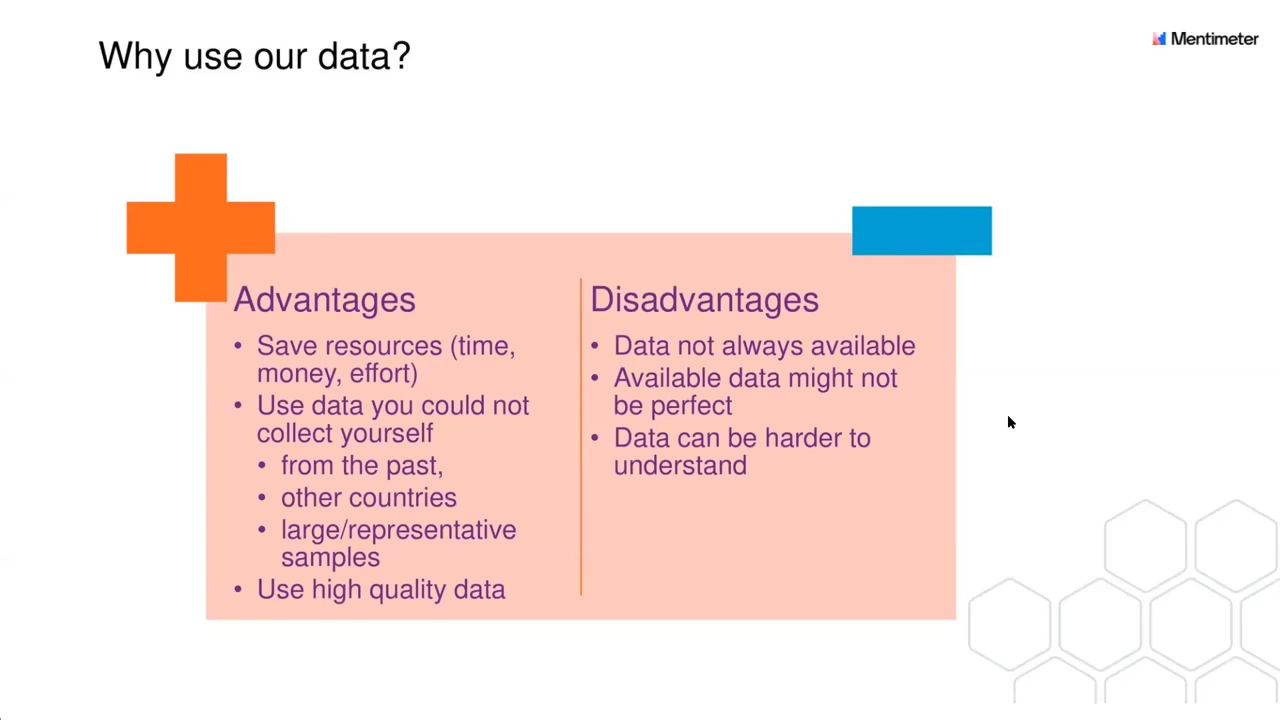 Why use our data?
Mentimeter
Advantages
• Save resources (time,
money, effort)
• Use data you could not
collect yourself
• from the past,
• other countries
• large/representative
samples
• Use high quality data
Disadvantages
• Data not always available
• Available data might not
be perfect
• Data can be harder to
understand